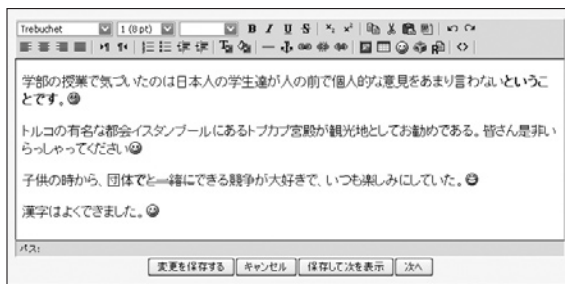 Trebuchet 1 (8 pt) B I U S
学部の授業で気づいたのは日本人の学生達が人の前で個人的な意見をあまり言わないというこ
とです。
トルコの有名な都会イスタンブールにあるトプカプ宮殿が観光地としてお勧めである。皆さん是非い
らっしゃってください
子供の時から、団体でと一緒にできる競争が大好きで、いつも楽しみにしていた。
漢字はよくできました。
パス:
変更を保存する キャンセル 保存して次を表示 次へ